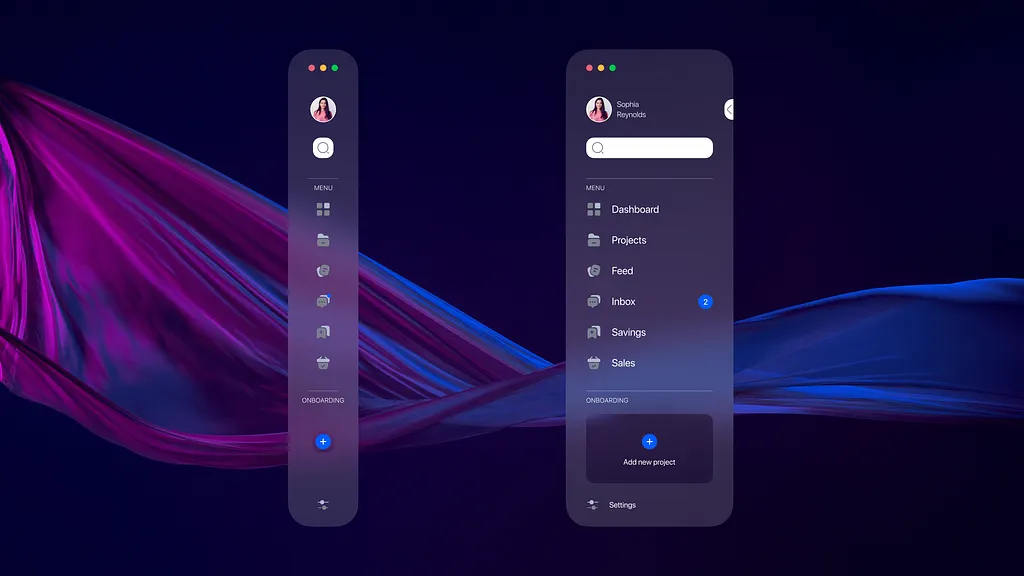 MENU
ONBOARDING
Sophia
Reynolds
MENU
Dashboard
Projects
Feed
Inbox
2
Savings
Sales
ONBOARDING
Add new project
Settings